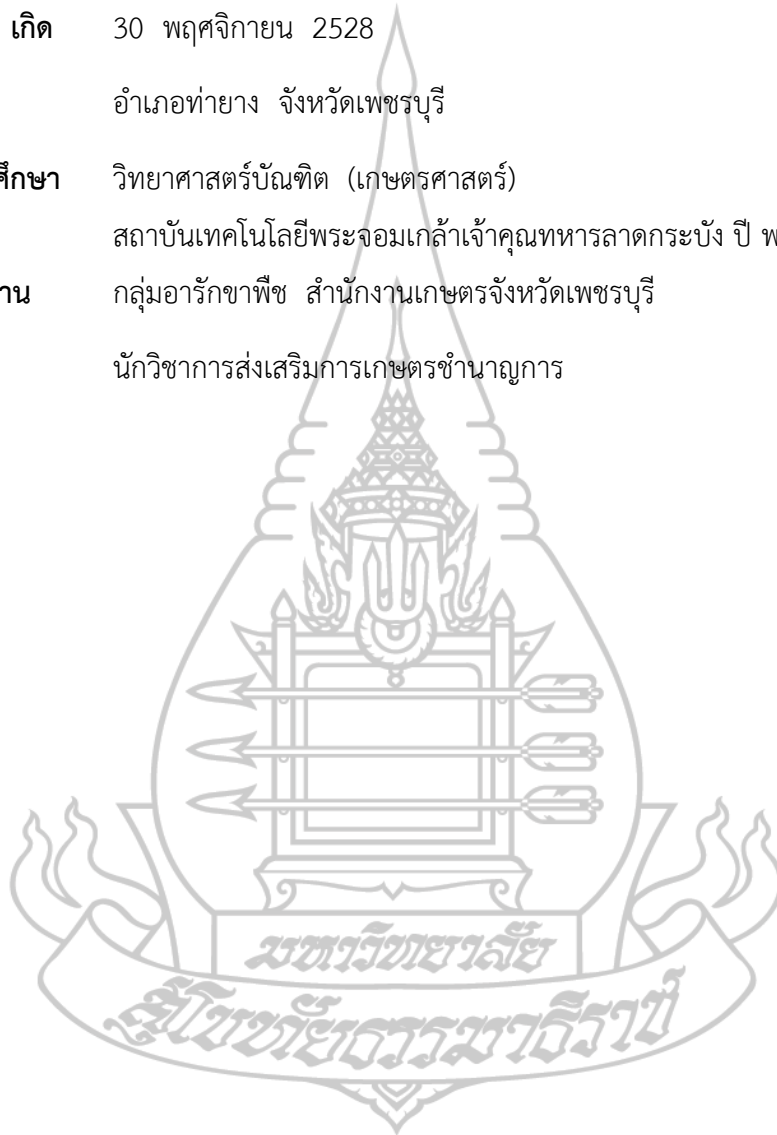 เกิด 30 พฤศจิกายน 2528
อำเภอท่ายาง จังหวัดเพชรบุรี
ศึกษา วิทยาศาสตร์บัณฑิต (เกษตรศาสตร์)
สถาบันเทคโนโลยีพระจอมเกล้าเจ้าคุณทหารลาดกระบัง ปี พ
าน กลุ่มอารักขาพืช สำนักงานเกษตรจังหวัดเพชรบุรี
นักวิชาการส่งเสริมการเกษตรชำนาญการ
มหาวิทยาลัย
สุโขทัยธรรมาธิราช